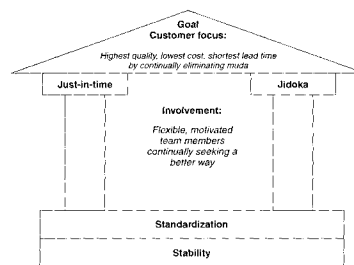 Goal
Customer focus:
Highest quality, lowest cost, shortest lead time
by continually eliminating muda
Just-in-time
Jidoka
Involvement:
Flexible, motivated
team members
continually seeking a
better way
Standardization
Stability